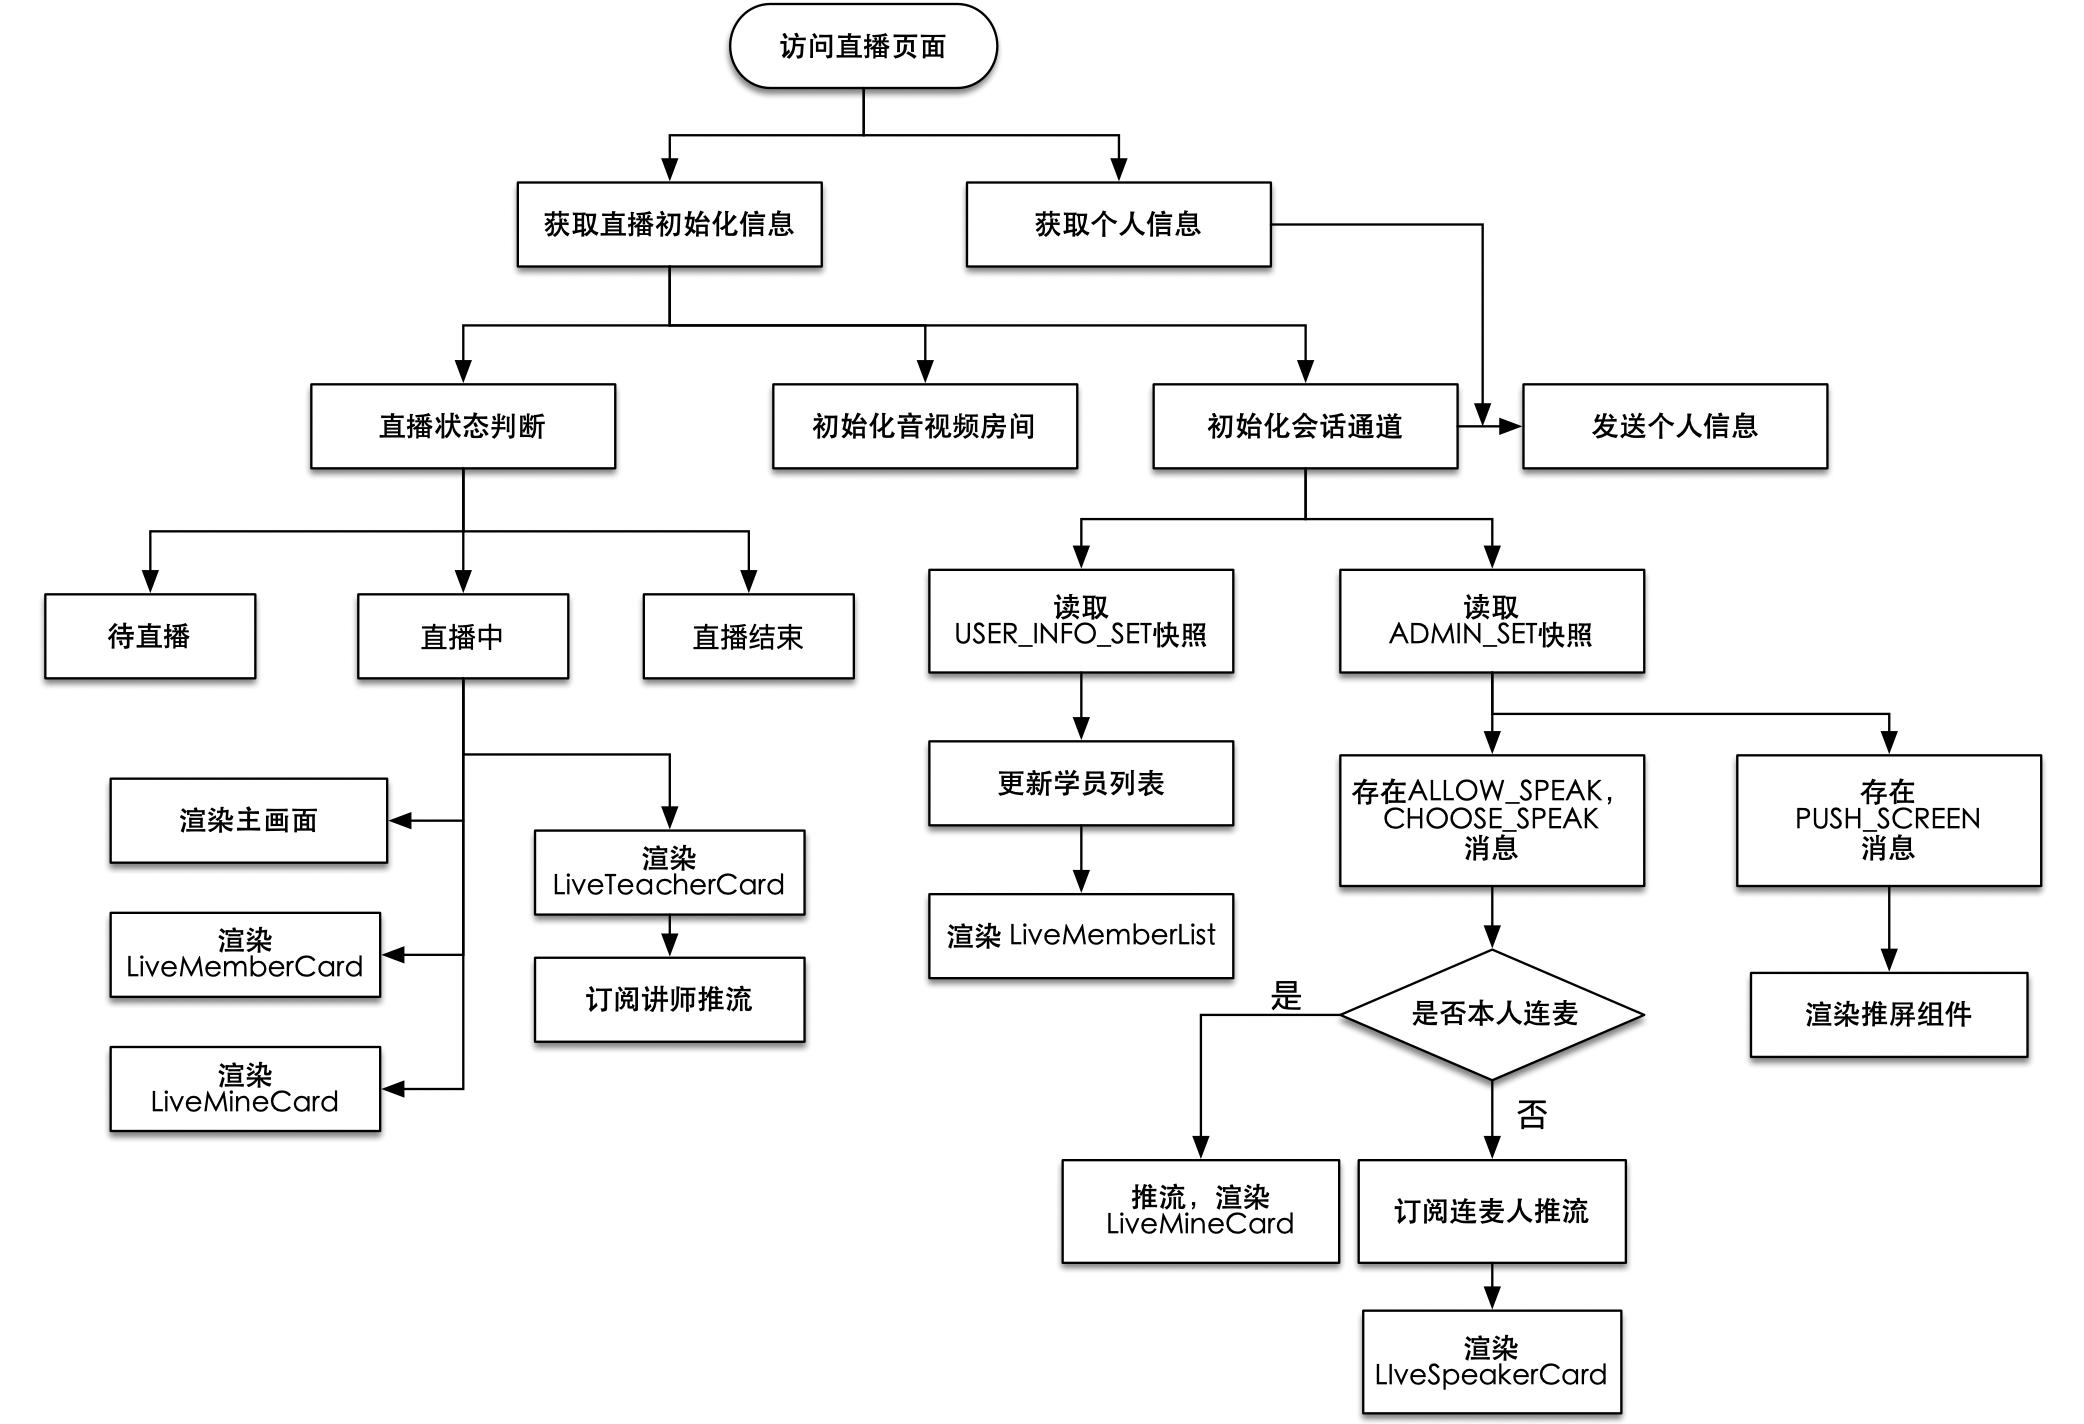 访问直播页面
获取直播初始化信息
获取个人信息
直播状态判断
初始化音视频房间
初始化会话通道
发送个人信息
待直播
直播中
直播结束
读取
USER_INFO_SET快照
读取
ADMIN_SET快照
更新学员列表
存在ALLOW_SPEAK,
CHOOSE_SPEAK
消息
存在
PUSH_SCREEN
消息
渲染主画面
渲染
LiveTeacherCard
渲染
LiveMemberCard
渲染 LiveMemberList
订阅讲师推流
是
是否本人连麦
渲染推屏组件
渲染
LiveMineCard
否
推流，渲染
LiveMineCard
订阅连麦人推流
渲染
LIveSpeakerCard